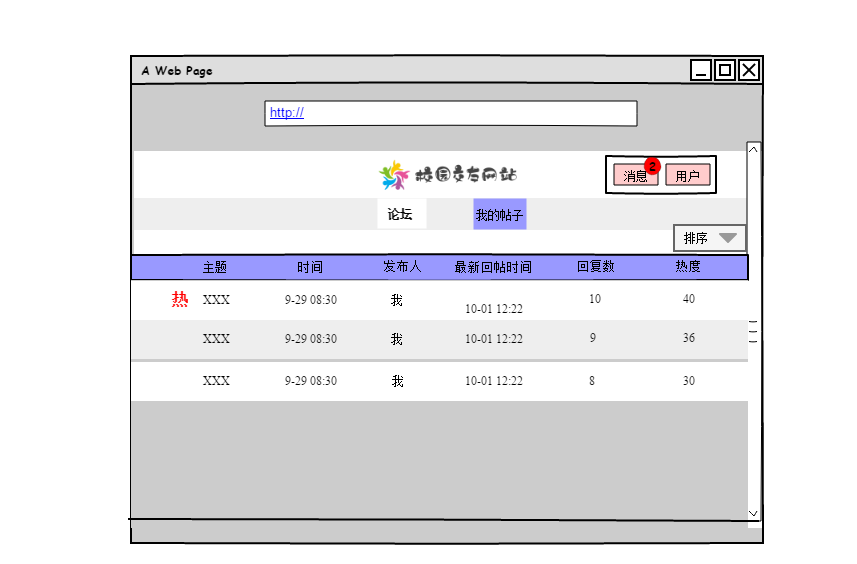 A Web Page
http://
校园交友网站
消息 2 用户
论坛 我的帖子
排序
主题 时间 发布人 最新回帖时间 回复数 热度
热 XXX 9-29 08:30 我 10-01 12:22 10 40
XXX 9-29 08:30 我 10-01 12:22 9 36
XXX 9-29 08:30 我 10-01 12:22 8 30